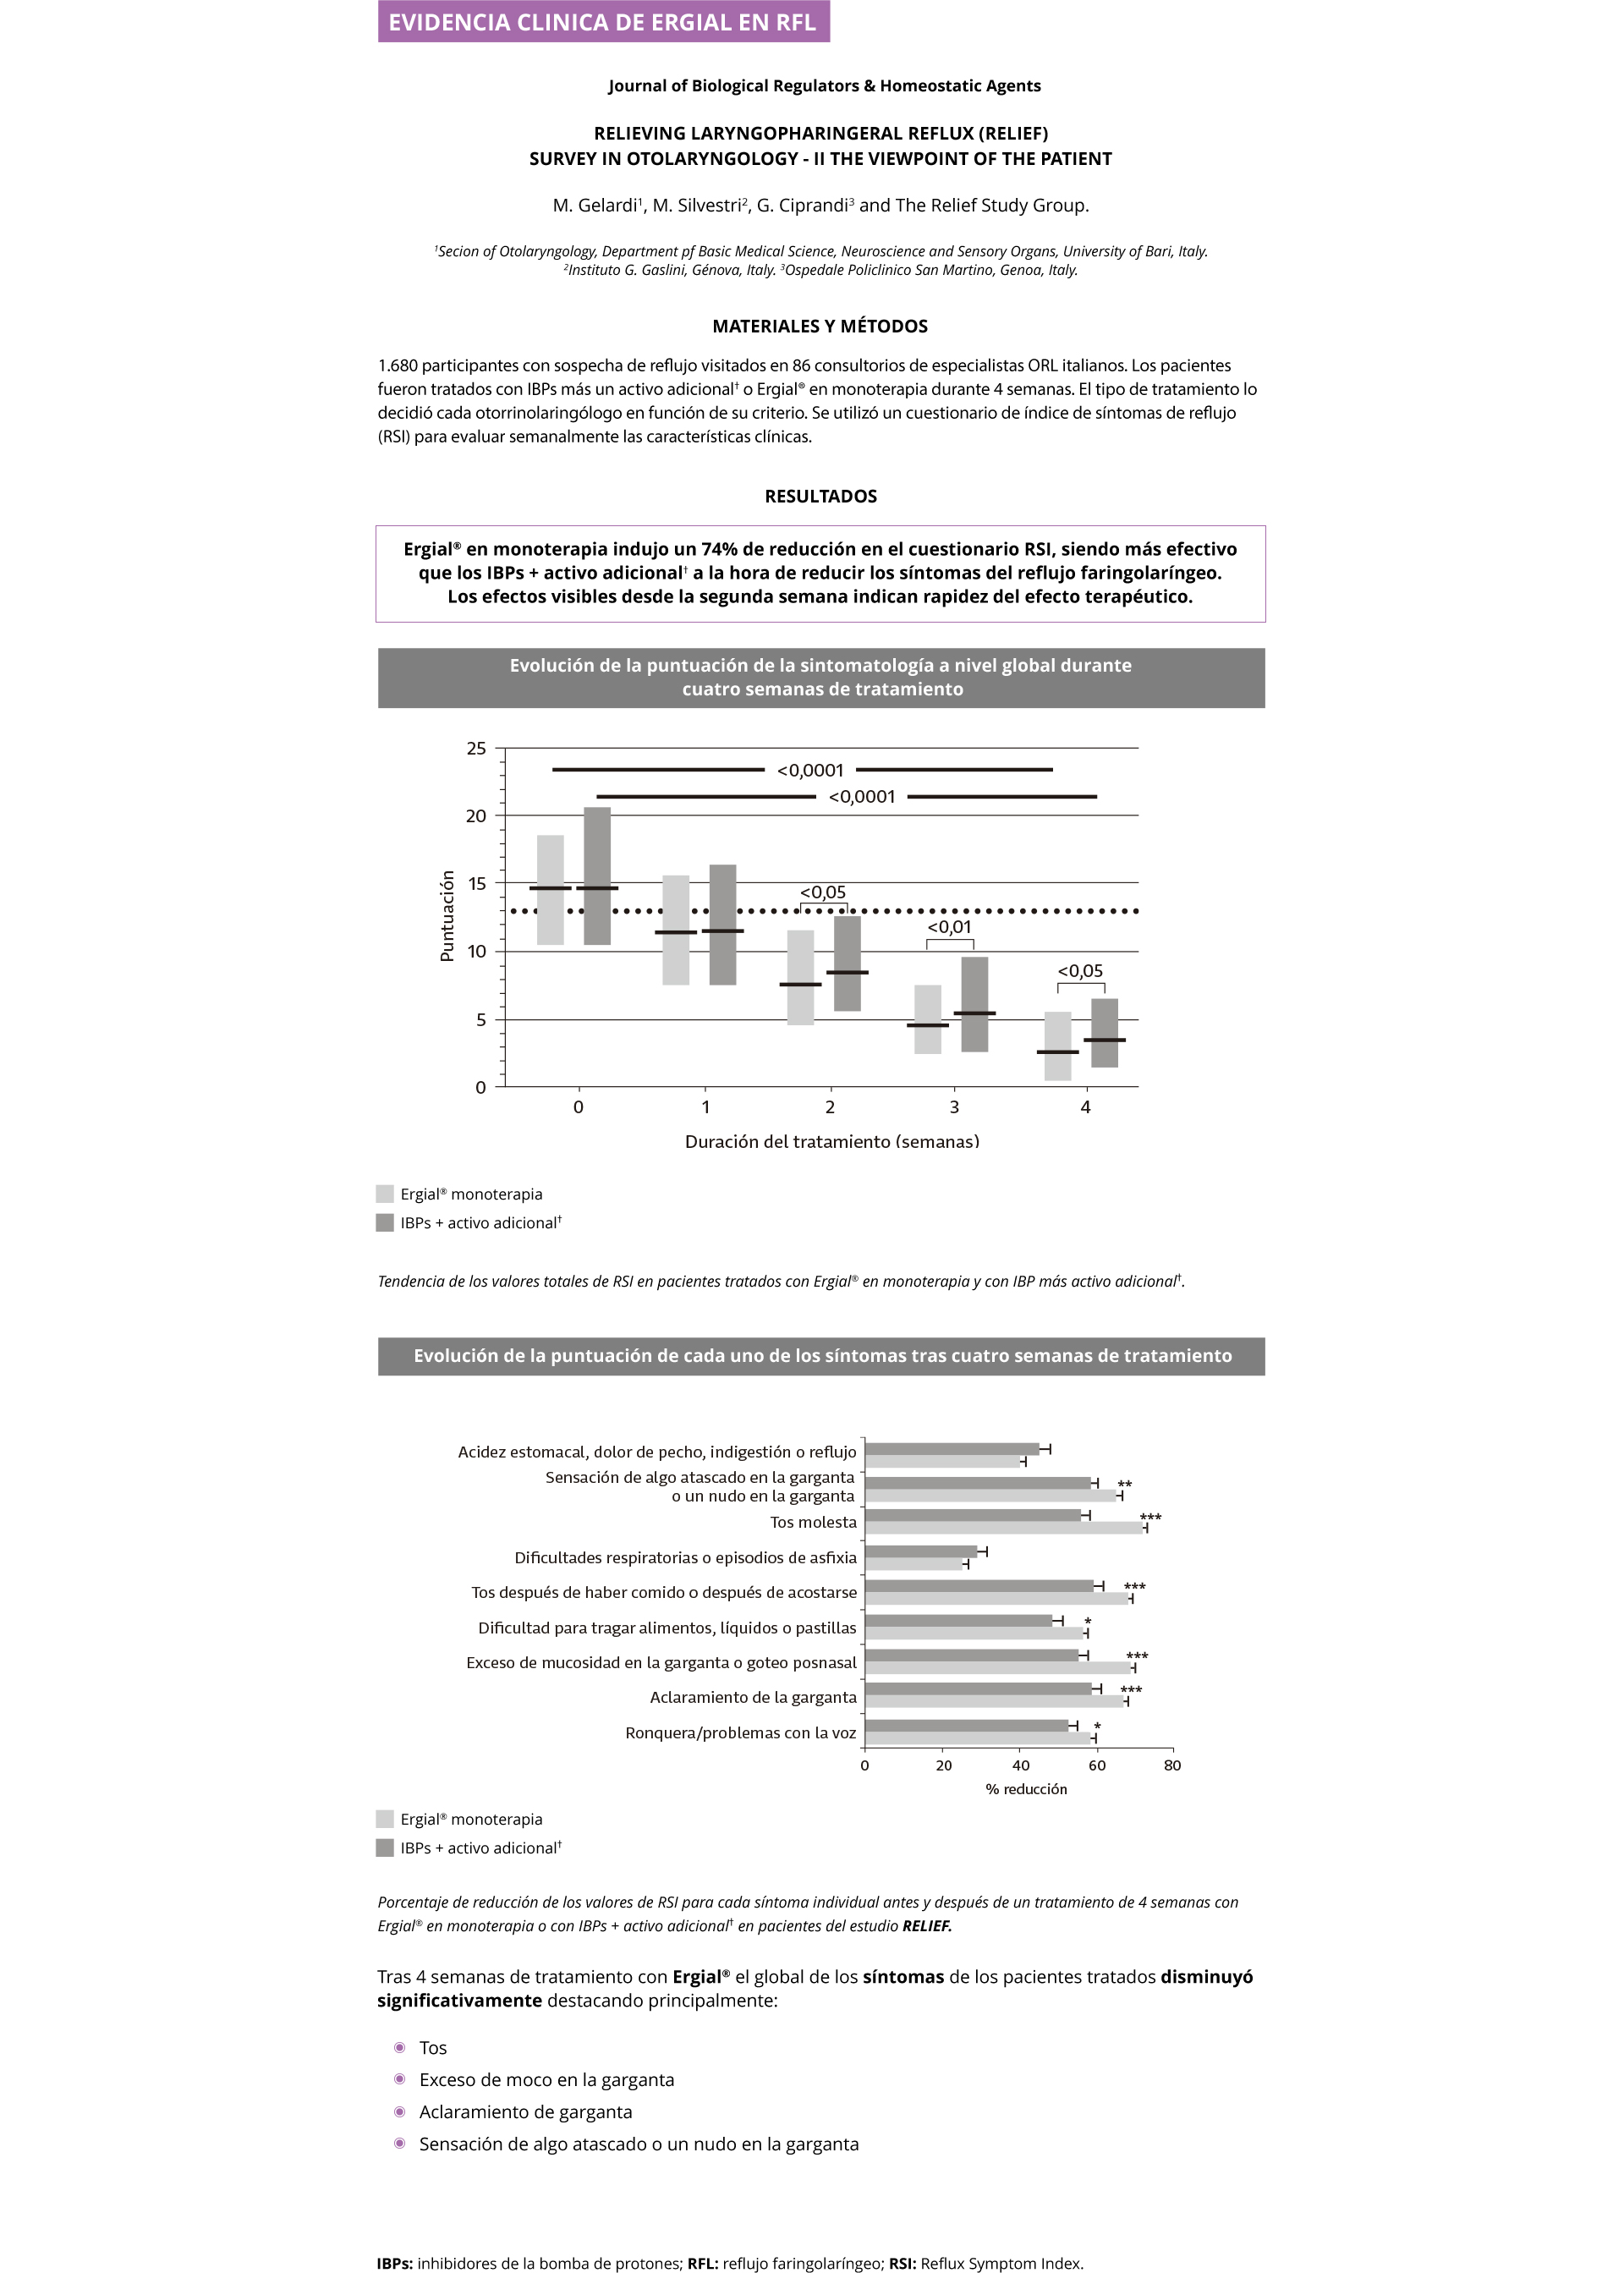 EVIDENCIA CLINICA DE ERGIAL EN RFL
Journal of Biological Regulators & Homeostatic Agents
RELIEVING LARYNGOPHARINGERAL REFLUX (RELIEF)
SURVEY IN OTOLARYNGOLOGY - II THE VIEWPOINT OF THE PATIENT
M. Gelardi¹, M. Silvestri², G. Ciprandi³ and The Relief Study Group.
¹Secion of Otolaryngology, Department pf Basic Medical Science, Neuroscience and Sensory Organs, University of Bari, Italy.
²Instituto G. Gaslini, Génova, Italy. ³Ospedale Policlinico San Martino, Genoa, Italy.
MATERIALES Y MÉTODOS
1.680 participantes con sospecha de reflujo visitados en 86 consultorios de especialistas ORL italianos. Los pacientes
fueron tratados con IBPs más un activo adicional† o Ergial® en monoterapia durante 4 semanas. El tipo de tratamiento lo
decidió cada otorrinolaringólogo en función de su criterio. Se utilizó un cuestionario de índice de síntomas de reflujo
(RSI) para evaluar semanalmente las características clínicas.
RESULTADOS
Ergial® en monoterapia indujo un 74% de reducción en el cuestionario RSI, siendo más efectivo
que los IBPs + activo adicional† a la hora de reducir los síntomas del reflujo faringolaríngeo.
Los efectos visibles desde la segunda semana indican rapidez del efecto terapéutico.
Evolución de la puntuación de la sintomatología a nivel global durante
cuatro semanas de tratamiento
25
<0,0001
<0,0001
20
15
<0,05
<0,01
10
<0,05
5
0
Puntuación
0 1 2 3 4
Duración del tratamiento (semanas)
Ergial® monoterapia
IBPs + activo adicional†
Tendencia de los valores totales de RSI en pacientes tratados con Ergial® en monoterapia y con IBP más activo adicional†.
Evolución de la puntuación de cada uno de los síntomas tras cuatro semanas de tratamiento
Acidez estomacal, dolor de pecho, indigestión o reflujo
Sensación de algo atascado en la garganta
o un nudo en la garganta **
Tos molesta ***
Dificultades respiratorias o episodios de asfixia
Tos después de haber comido o después de acostarse ***
Dificultad para tragar alimentos, líquidos o pastillas *
Exceso de mucosidad en la garganta o goteo posnasal ***
Aclaramiento de la garganta ***
Ronquera/problemas con la voz *
0 20 40 60 80
% reducción
Ergial® monoterapia
IBPs + activo adicional†
Porcentaje de reducción de los valores de RSI para cada síntoma individual antes y después de un tratamiento de 4 semanas con
Ergial® en monoterapia o con IBPs + activo adicional† en pacientes del estudio RELIEF.
Tras 4 semanas de tratamiento con Ergial® el global de los síntomas de los pacientes tratados disminuyó
significativamente destacando principalmente:
Tos
Exceso de moco en la garganta
Aclaramiento de garganta
Sensación de algo atascado o un nudo en la garganta
IBPs: inhibidores de la bomba de protones; RFL: reflujo faringolaríngeo; RSI: Reflux Symptom Index.